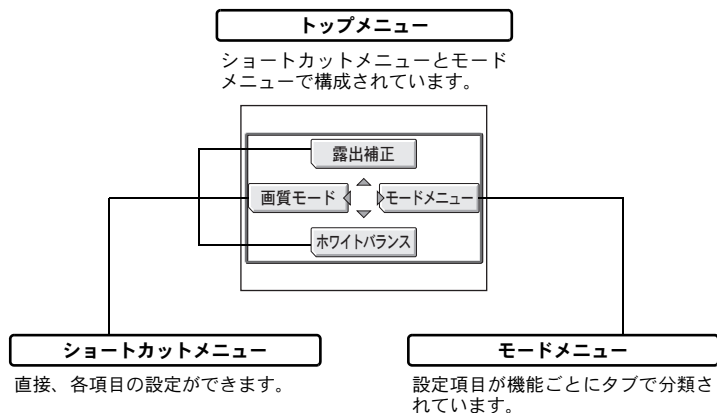 トップメニュー
ショートカットメニューとモード
メニューで構成されています。
露出補正
画質モード
モードメニュー
ホワイトバランス
ショートカットメニュー
直接、各項目の設定ができます。
モードメニュー
設定項目が機能ごとにタブで分類さ
れています。